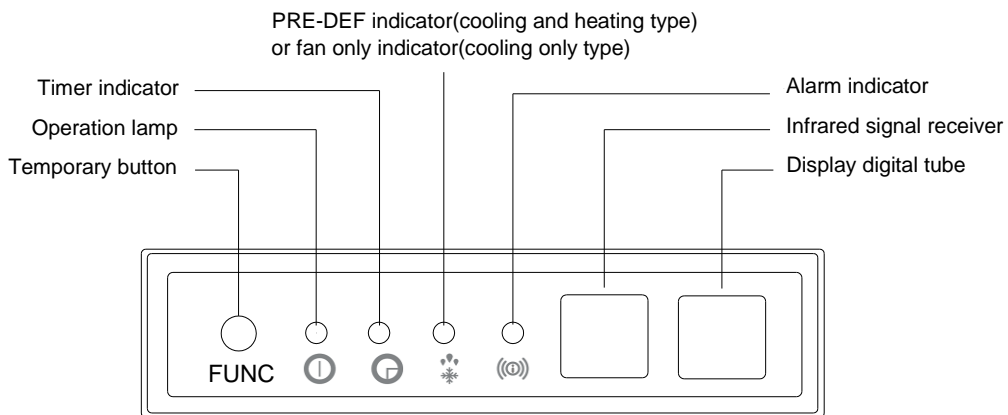 PRE-DEF indicator(cooling and heating type)
or fan only indicator(cooling only type)
Timer indicator
Operation lamp
Temporary button
Alarm indicator
Infrared signal receiver
Display digital tube
FUNC